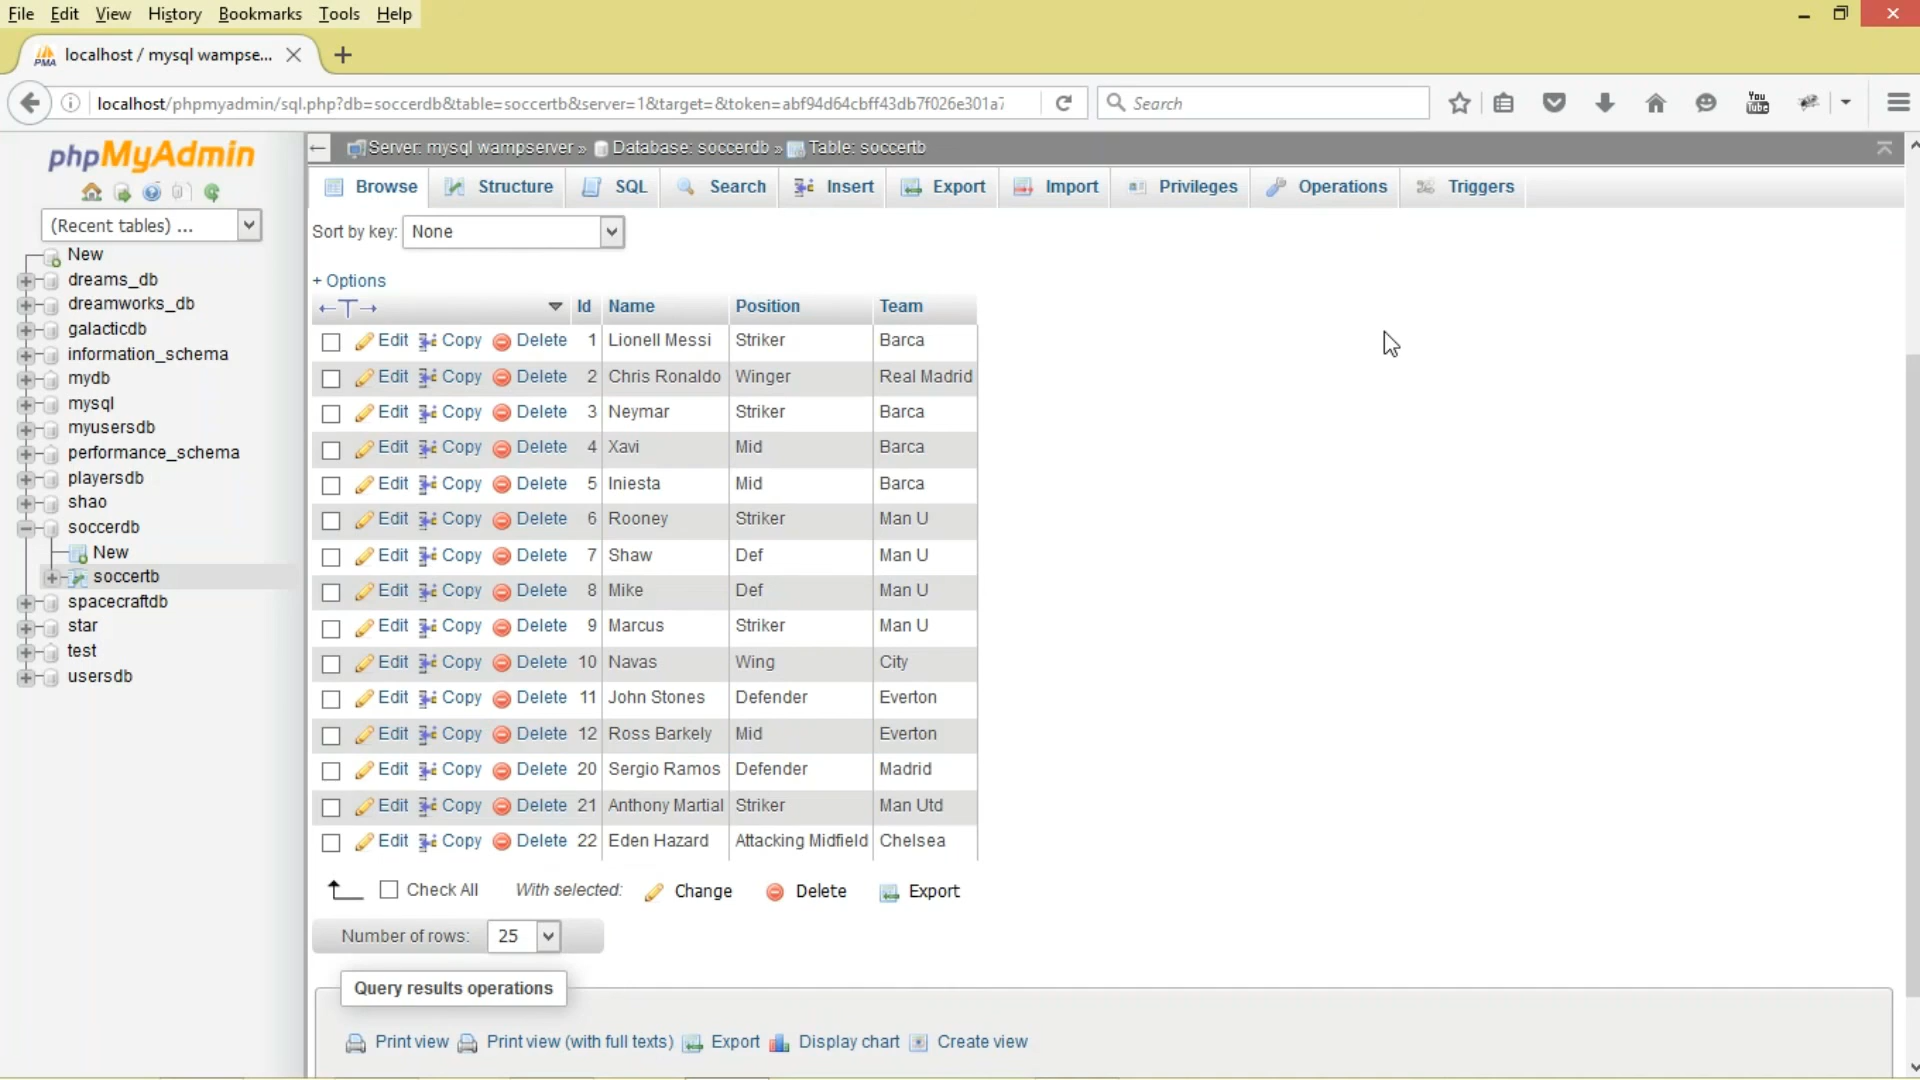 File Edit View History Bookmarks Tools Help
PMA localhost / mysql wampse...
localhost/phpmyadmin/sql.php?db=soccerdb&table=soccertb&server=1&target=&token=abf94d64cbff43db7f026e301a7
Search
You Tube
phpMyAdmin
(Recent tables) ...
New
dreams_db
dreamworks_db
galacticdb
information_schema
mydb
mysql
myusersdb
performance_schema
playersdb
shao
soccerdb
New
soccertb
spacecraftdb
star
test
usersdb
Server: mysql wampserver » Database: soccerdb » Table: soccertb
Browse Structure SQL Search Insert Export Import Privileges Operations Triggers
Sort by key: None
+ Options
←T→ Id Name Position Team
Edit Copy Delete 1 Lionell Messi Striker Barca
Edit Copy Delete 2 Chris Ronaldo Winger Real Madrid
Edit Copy Delete 3 Neymar Striker Barca
Edit Copy Delete 4 Xavi Mid Barca
Edit Copy Delete 5 Iniesta Mid Barca
Edit Copy Delete 6 Rooney Striker Man U
Edit Copy Delete 7 Shaw Def Man U
Edit Copy Delete 8 Mike Def Man U
Edit Copy Delete 9 Marcus Striker Man U
Edit Copy Delete 10 Navas Wing City
Edit Copy Delete 11 John Stones Defender Everton
Edit Copy Delete 12 Ross Barkely Mid Everton
Edit Copy Delete 20 Sergio Ramos Defender Madrid
Edit Copy Delete 21 Anthony Martial Striker Man Utd
Edit Copy Delete 22 Eden Hazard Attacking Midfield Chelsea
Check All With selected: Change Delete Export
Number of rows: 25
Query results operations
Print view Print view (with full texts) Export Display chart Create view